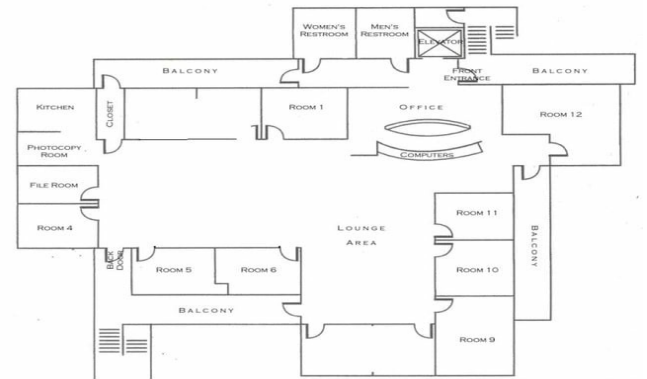 WOMEN'S
RESTROOM
MEN'S
RESTROOM
ELEVATOR
FRONT
ENTRANCE
BALCONY
BALCONY
KITCHEN
CLOSET
ROOM 1
OFFICE
ROOM 12
PHOTOCOPY
ROOM
COMPUTERS
FILE ROOM
ROOM 4
LOUNGE
AREA
ROOM 11
BALCONY
BACK
DOOR
ROOM 5
ROOM 6
ROOM 10
BALCONY
ROOM 9